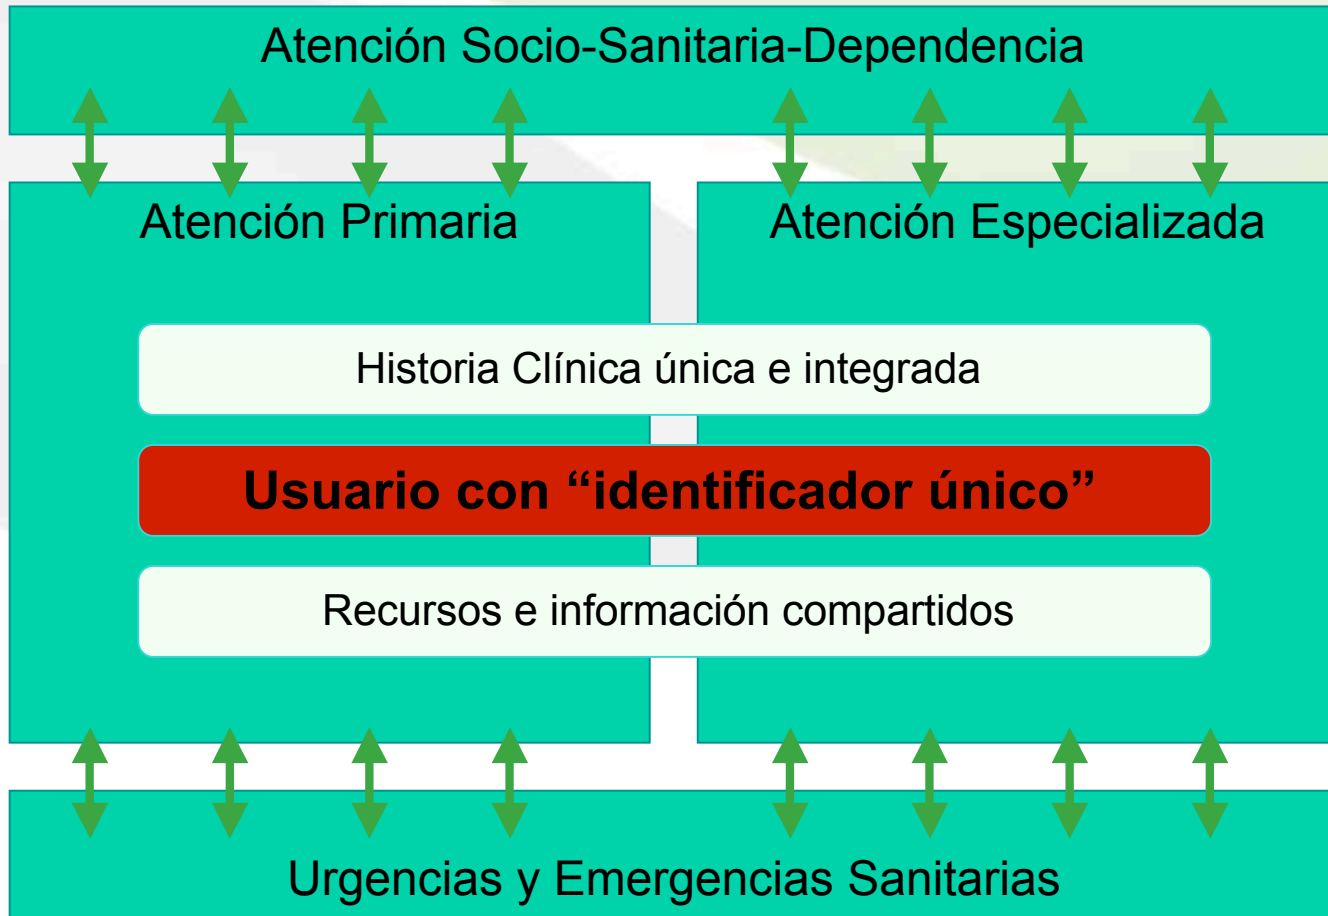 Atención Socio-Sanitaria-Dependencia
Atención Primaria
Atención Especializada
Historia Clínica única e integrada
Usuario con “identificador único”
Recursos e información compartidos
Urgencias y Emergencias Sanitarias